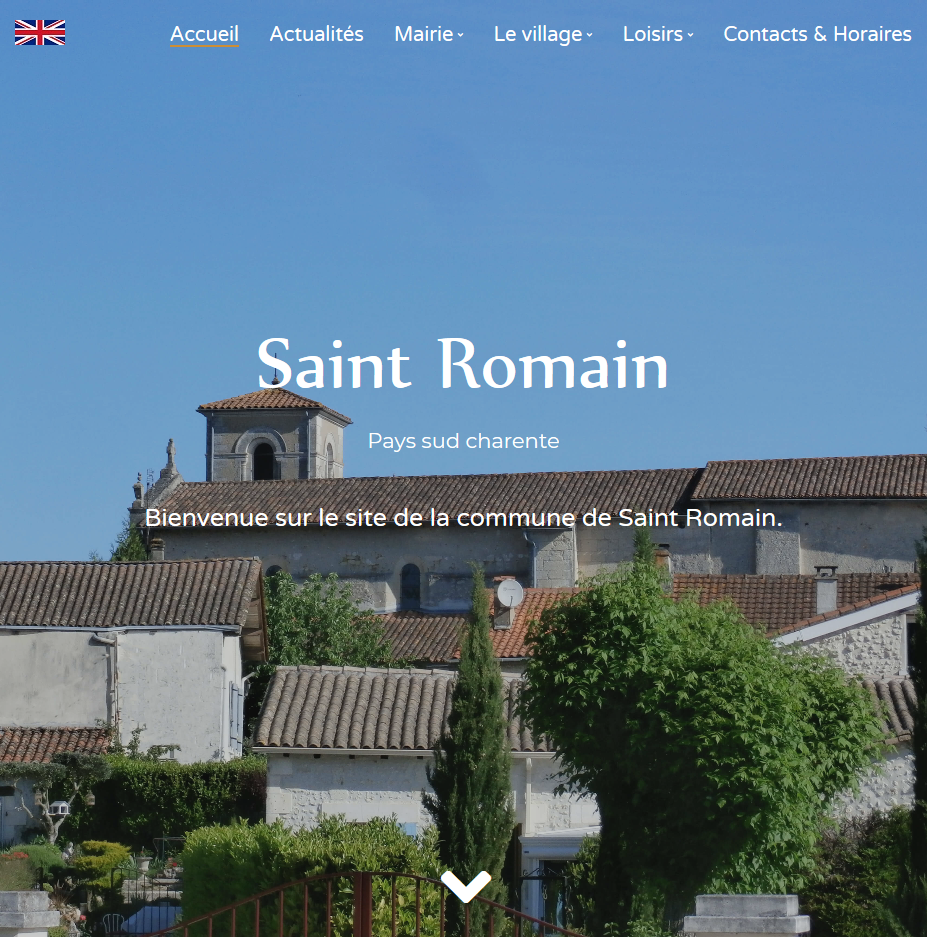 Accueil Actualités Mairie Le village Loisirs Contacts & Horaires
Saint Romain
Pays sud charente
Bienvenue sur le site de la commune de Saint Romain.